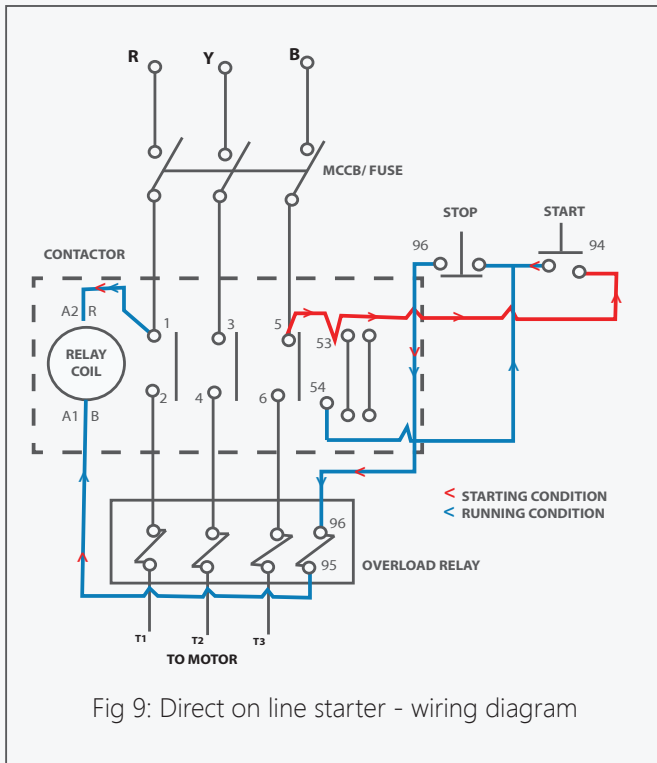 R Y B
MCCB/ FUSE
STOP START
96 94
CONTACTOR
A2 R
1 3 5 53
RELAY
COIL
54
2 4 6
A1 B
< STARTING CONDITION
< RUNNING CONDITION
96
95
OVERLOAD RELAY
T1 T2 T3
TO MOTOR
Fig 9: Direct on line starter - wiring diagram